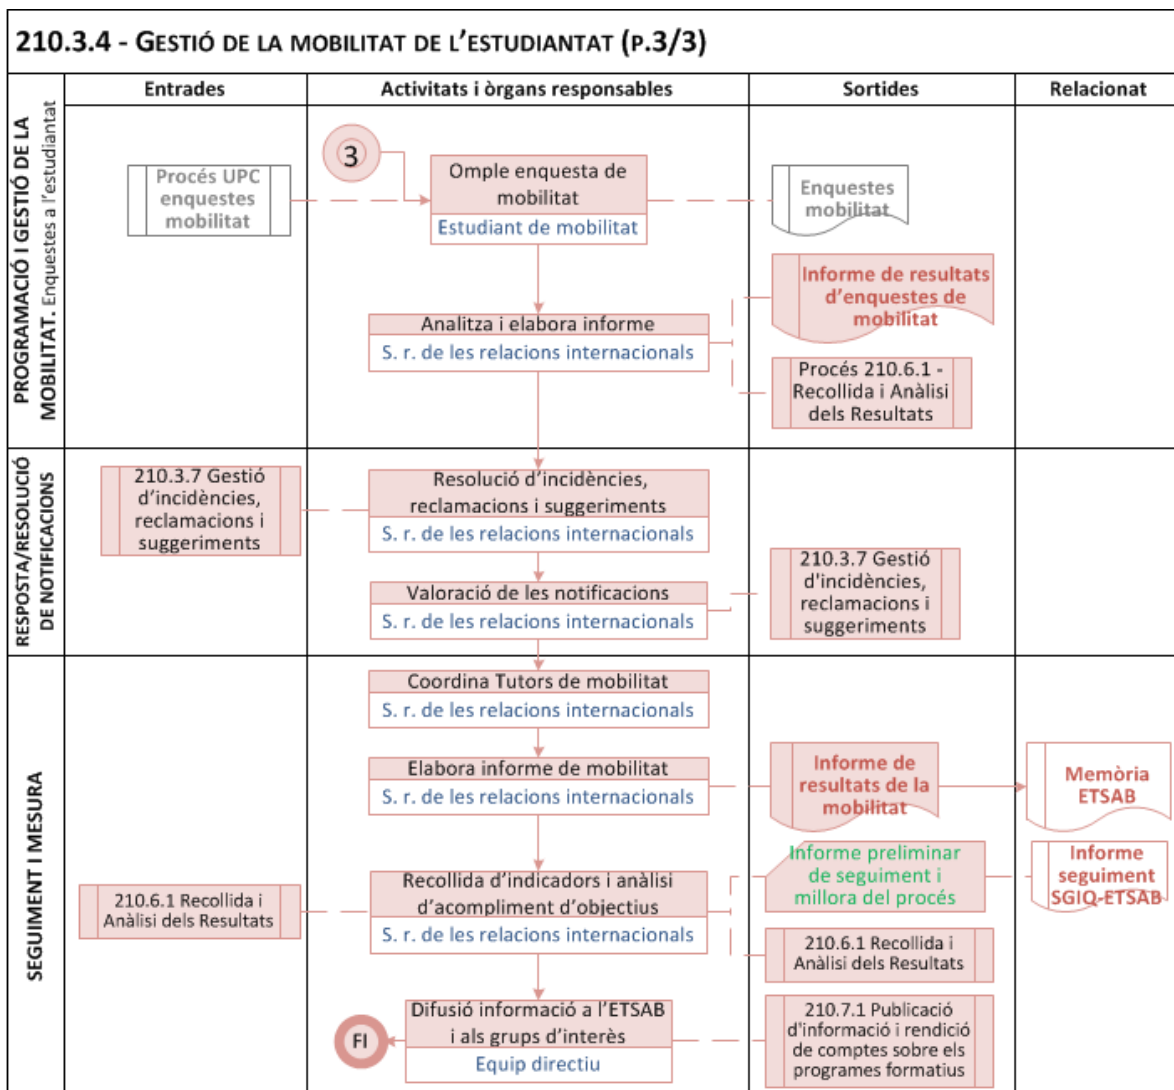 210.3.4 - GESTIÓ DE LA MOBILITAT DE L'ESTUDIANTAT (P.3/3)
Entrades
Activitats i òrgans responsables
Sortides
Relacionat
PROGRAMACIÓ I GESTIÓ DE LA
MOBILITAT. Enquestes a l'estudiantat
3
Procés UPC
enquestes
mobilitat
Omple enquesta de
mobilitat
Estudiant de mobilitat
Enquestes
mobilitat
Informe de resultats
d'enquestes de
mobilitat
Analitza i elabora informe
S. r. de les relacions internacionals
Procés 210.6.1 -
Recollida i Anàlisi
dels Resultats
RESPOSTA/RESOLUCIÓ
DE NOTIFICACIONS
210.3.7 Gestió
d'incidències,
reclamacions i
suggeriments
Resolució d'incidències,
reclamacions i suggeriments
S. r. de les relacions internacionals
Valoració de les notificacions
S. r. de les relacions internacionals
210.3.7 Gestió
d'incidències,
reclamacions i
suggeriments
SEGUIMENT I MESURA
Coordina Tutors de mobilitat
S. r. de les relacions internacionals
Elabora informe de mobilitat
S. r. de les relacions internacionals
Informe de
resultats de la
mobilitat
Memòria
ETSAB
210.6.1 Recollida i
Anàlisi dels Resultats
Recollida d'indicadors i anàlisi
d'acompliment d'objectius
S. r. de les relacions internacionals
Informe preliminar
de seguiment i
millora del procés
Informe
seguiment
SGIQ-ETSAB
210.6.1 Recollida i
Anàlisi dels Resultats
FI
Difusió informació a l'ETSAB
i als grups d'interès
Equip directiu
210.7.1 Publicació
d'informació i rendició
de comptes sobre els
programes formatius